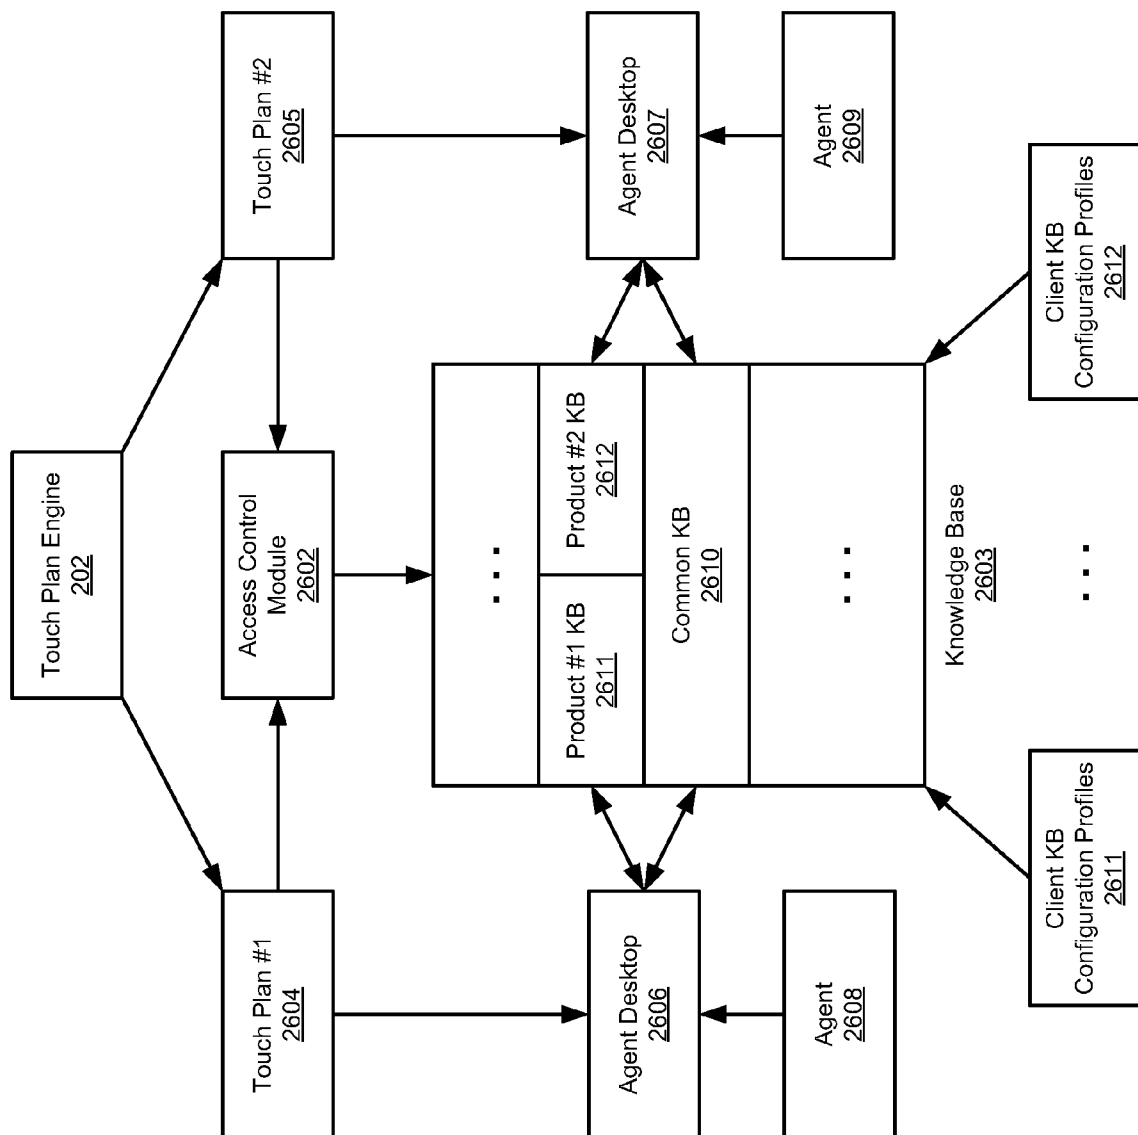 Touch Plan Engine
202
Touch Plan #1
2604
Access Control
Module
2602
Touch Plan #2
2605
. . .
Product #1 KB
2611
Product #2 KB
2612
Common KB
2610
. . .
Knowledge Base
2603
Agent Desktop
2606
Agent Desktop
2607
Agent
2608
Agent
2609
Client KB
Configuration Profiles
2611
. . .
Client KB
Configuration Profiles
2612